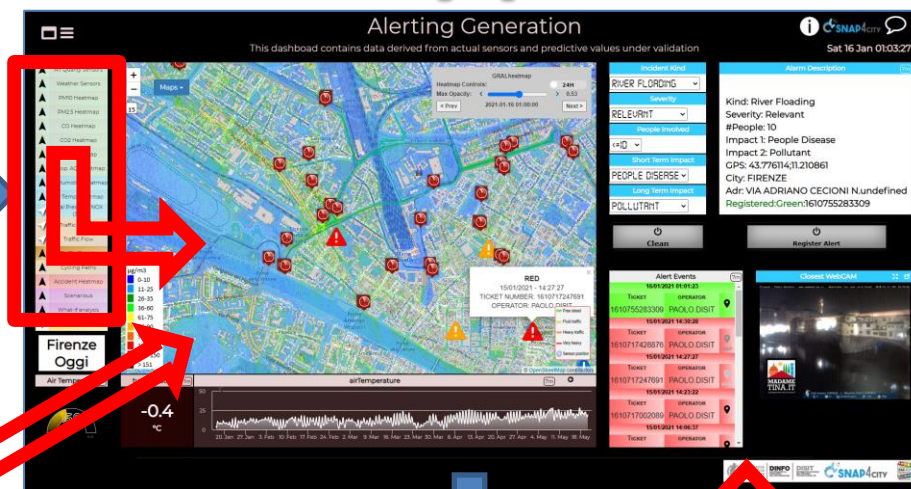 Alerting Generation
This dashboad contains data derived from actual sensors and predictive values under validation
SNAP4CITY
Sat 16 Jan 01:03:27
Weather Sensors
PM10 Heatmap
PM2.5 Heatmap
CO Heatmap
CO2 Heatmap
Traffic Flow
Cycling Paths
Accident Heatmap
Scenarious
What-if analysis
Firenze
Oggi
+
−
15
Maps
GRALheatmap
Heatmap Controls:
24H
Max Opacity:
0.53
< Prev
2021-01-16 01:00:00
Next >
µg/m3
0-10
11-25
26-35
36-60
61-75
>151
RED
15/01/2021 - 14:27:27
TICKET NUMBER: 1610717247691
OPERATOR: PAOLO.DISIT
Free speed
Fluid traffic
Heavy traffic
Very heavy
Sensor position
© OpenStreetMap contributors
Incident Kind
RIVER FLOADING
Severity
RELEVANT
People Involved
<=10
Short Term Impact
PEOPLE DISEASE
Long Term Impact
POLLUTANT
Clean
Alarm Description
Kind: River Floading
Severity: Relevant
#People: 10
Impact 1: People Disease
Impact 2: Pollutant
GPS: 43.776114;11.210861
City: FIRENZE
Adr: VIA ADRIANO CECIONI N.undefined
Registered:Green:1610755283309
Register Alert
Alert Events
16/01/2021 01:01:23
TICKET OPERATOR
1610755283309 PAOLO.DISIT
15/01/2021 14:30:28
TICKET OPERATOR
1610717426876 PAOLO.DISIT
15/01/2021 14:27:27
TICKET OPERATOR
1610717247691 PAOLO.DISIT
15/01/2021 14:23:22
TICKET OPERATOR
1610717002089 PAOLO.DISIT
15/01/2021 14:06:37
TICKET OPERATOR
Closest WebCAM
MADAME
TINA.IT
airTemperature
-0.4
°C
50
25
0
20. Jan 27. Jan 3. Feb 10. Feb 17. Feb 24. Feb 2. Mar 9. Mar 16. Mar 23. Mar 30. Mar 6. Apr 13. Apr 20. Apr 27. Apr 4. May 11. May 18. May
DINFO
DISIT
SNAP4CITY